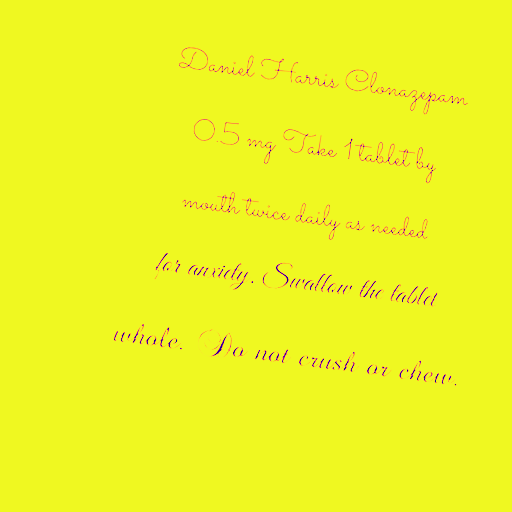 Daniel Harris Clonazepam
0.5 mg Take 1 tablet by
mouth twice daily as needed
for anxiety. Swallow the tablet
whole. Do not crush or chew.